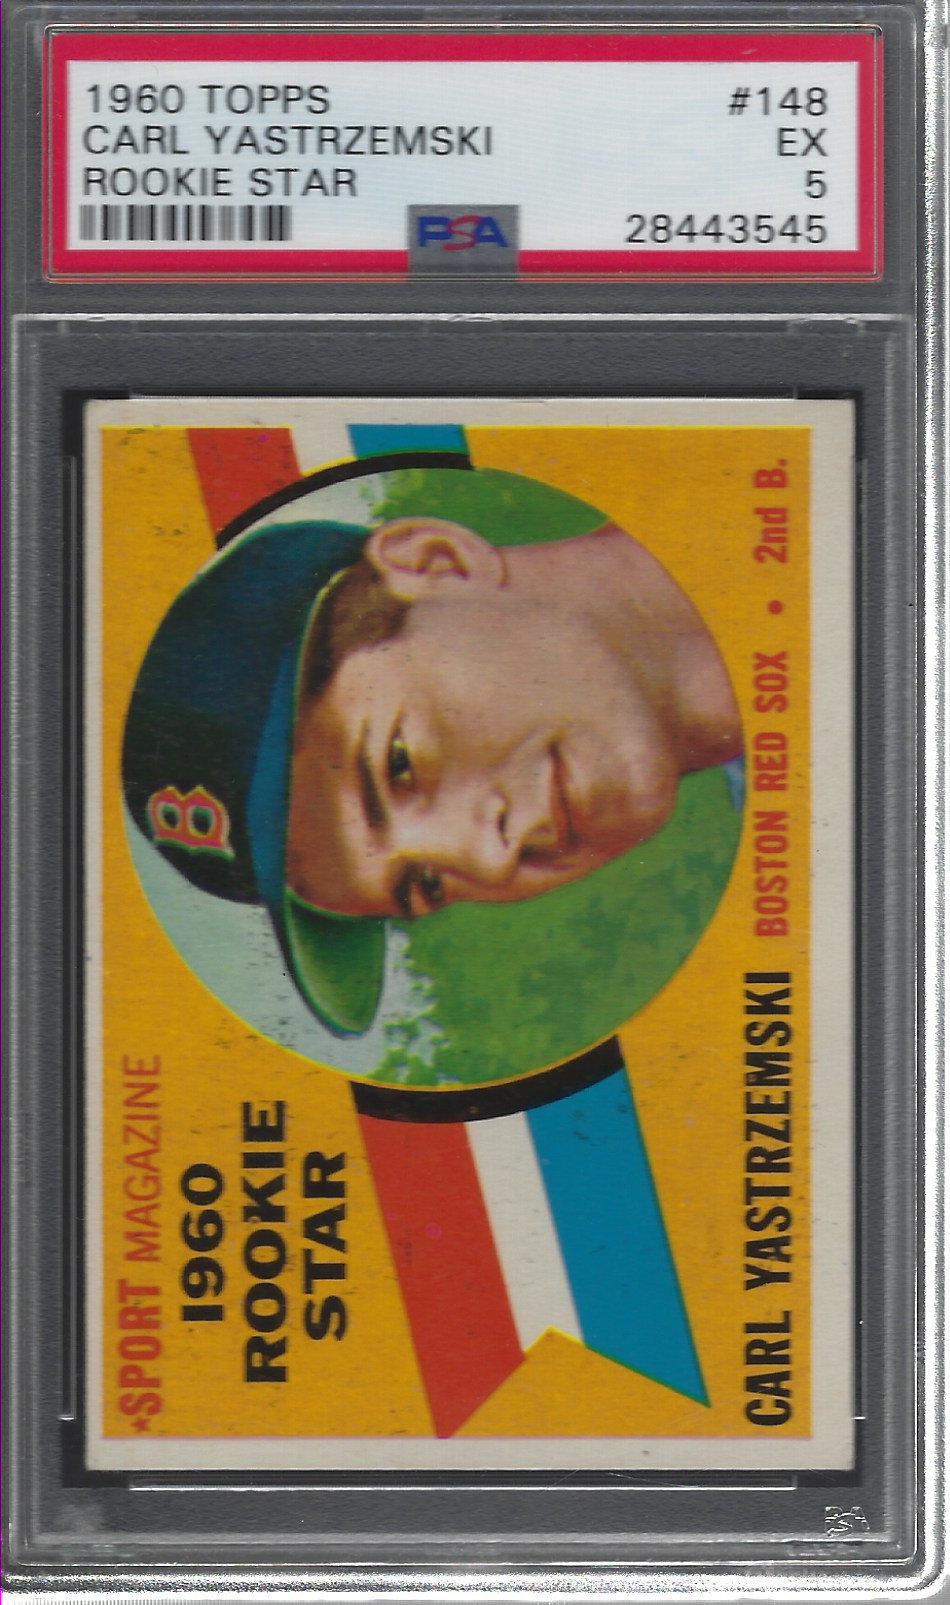 1960 TOPPS #148
CARL YASTRZEMSKI EX
ROOKIE STAR 5
PSA 28443545
★SPORT MAGAZINE
1960
ROOKIE
STAR
B
CARL YASTRZEMSKI BOSTON RED SOX • 2nd B.
PSA